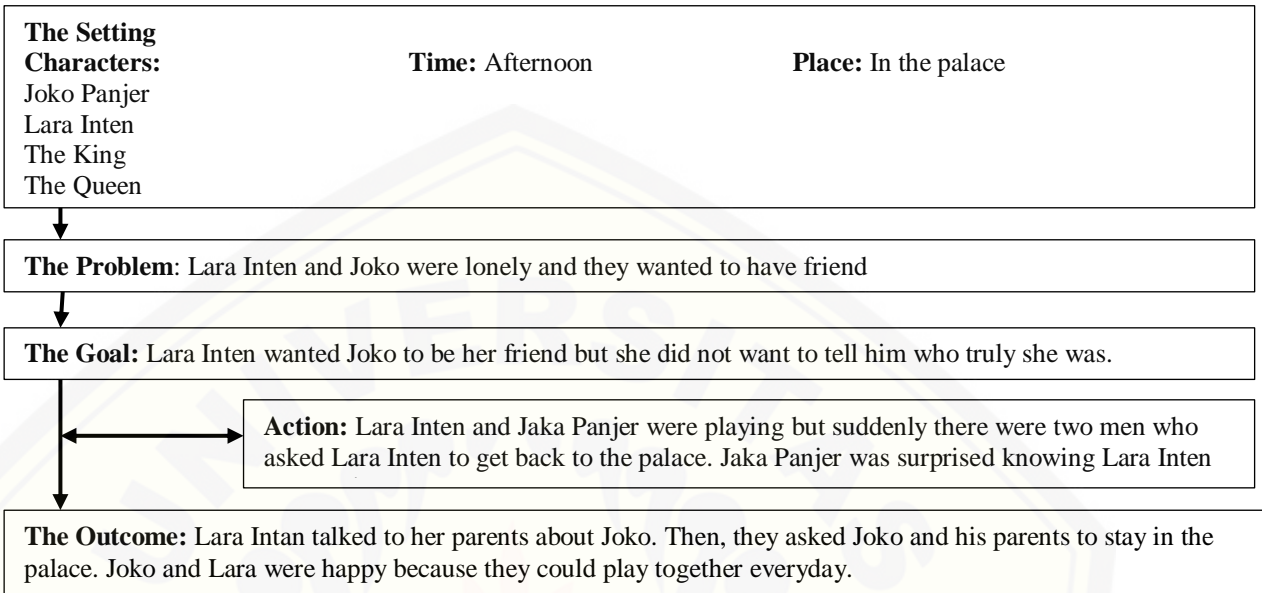 The Setting
Characters: Time: Afternoon Place: In the palace
Joko Panjer
Lara Inten
The King
The Queen
The Problem: Lara Inten and Joko were lonely and they wanted to have friend
The Goal: Lara Inten wanted Joko to be her friend but she did not want to tell him who truly she was.
Action: Lara Inten and Jaka Panjer were playing but suddenly there were two men who
asked Lara Inten to get back to the palace. Jaka Panjer was surprised knowing Lara Inten
The Outcome: Lara Intan talked to her parents about Joko. Then, they asked Joko and his parents to stay in the
palace. Joko and Lara were happy because they could play together everyday.
UNIVERSITAS